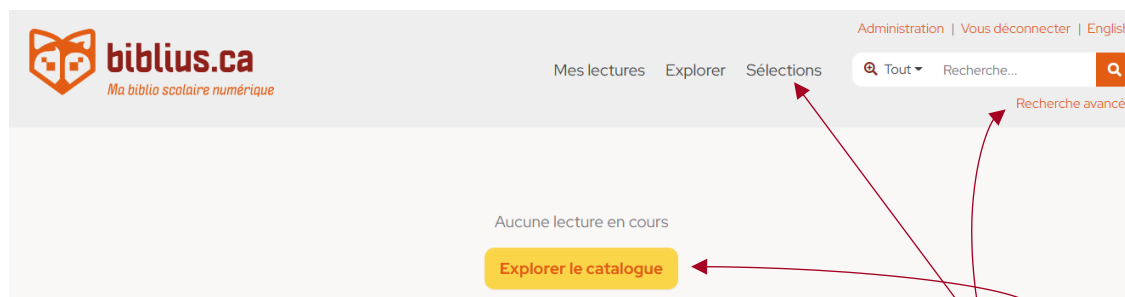 Administration | Vous déconnecter | English
biblius.ca
Ma biblio scolaire numérique
Mes lectures Explorer Sélections Tout Recherche...
Recherche avancé
Aucune lecture en cours
Explorer le catalogue